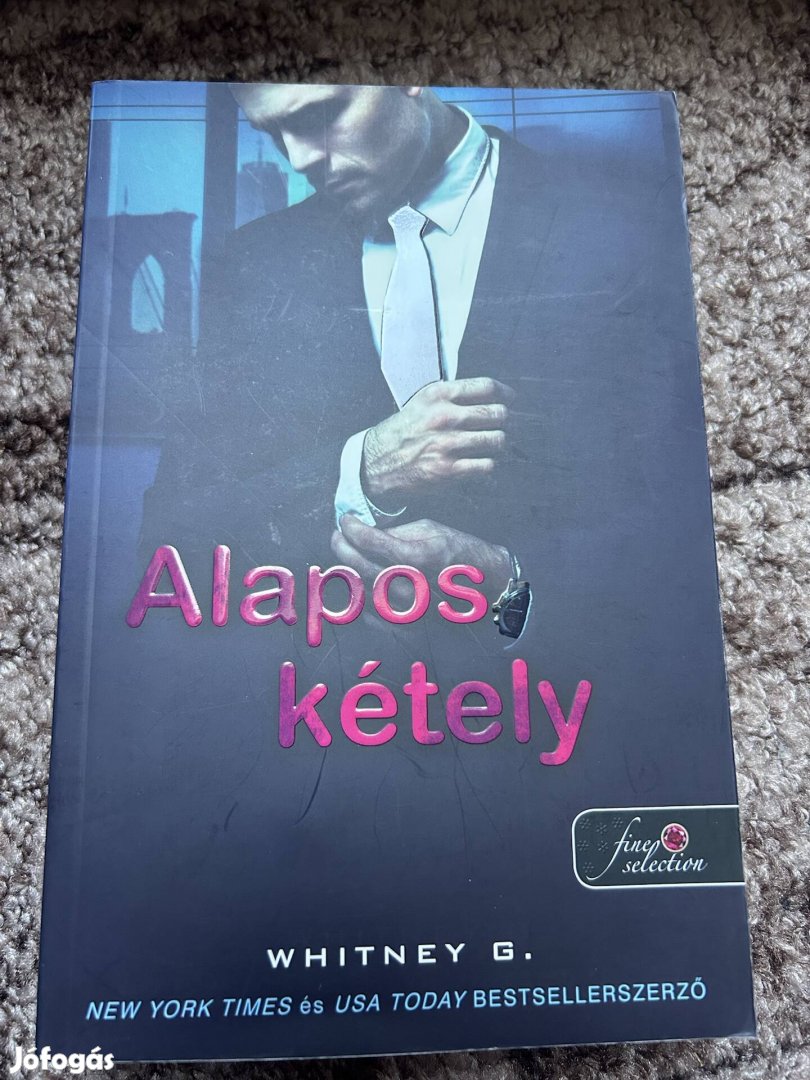 Alapos
kétely
fine
selection
WHITNEY G.
NEW YORK TIMES és USA TODAY BESTSELLERSZERZŐ
Jófogás